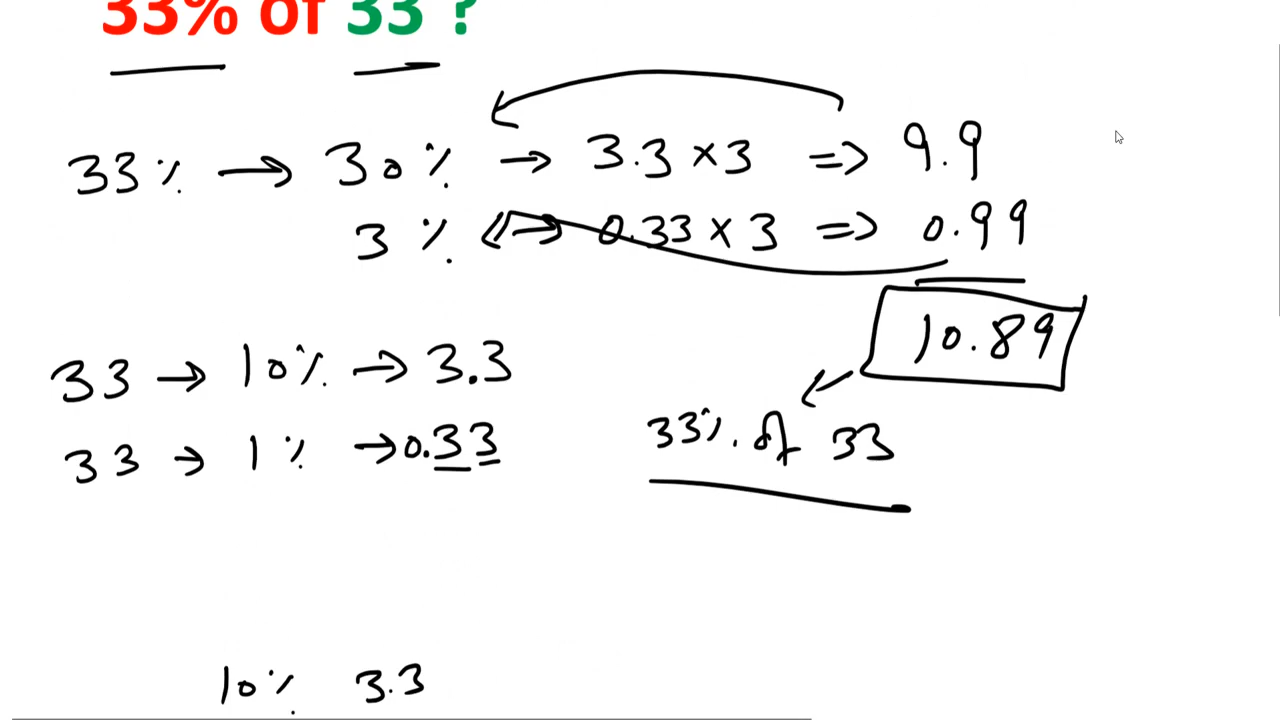 33% of 33 ?
33% → 30% → 3.3 × 3 => 9.9
3% → 0.33 × 3 => 0.99
10.89
33 → 10% → 3.3
33% of 33
33 → 1% → 0.33
10% 3.3